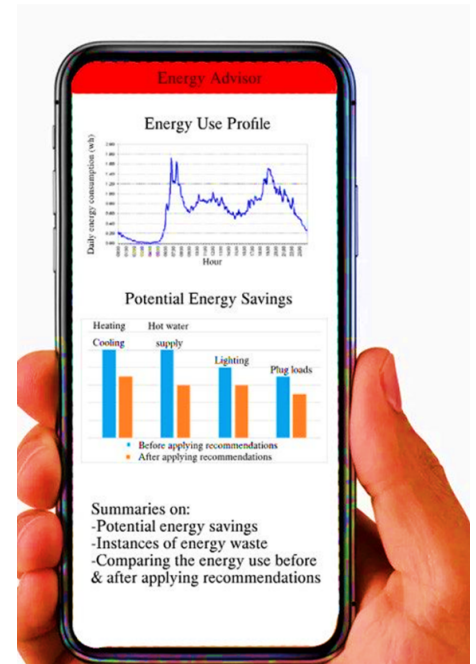 Energy Advisor
Energy Use Profile
Daily energy consumption (wh)
Hour
Potential Energy Savings
Heating Hot water
Cooling supply
Lighting
Plug loads
Before applying recommendations
After applying recommendations
Summaries on:
-Potential energy savings
-Instances of energy waste
-Comparing the energy use before
& after applying recommendations